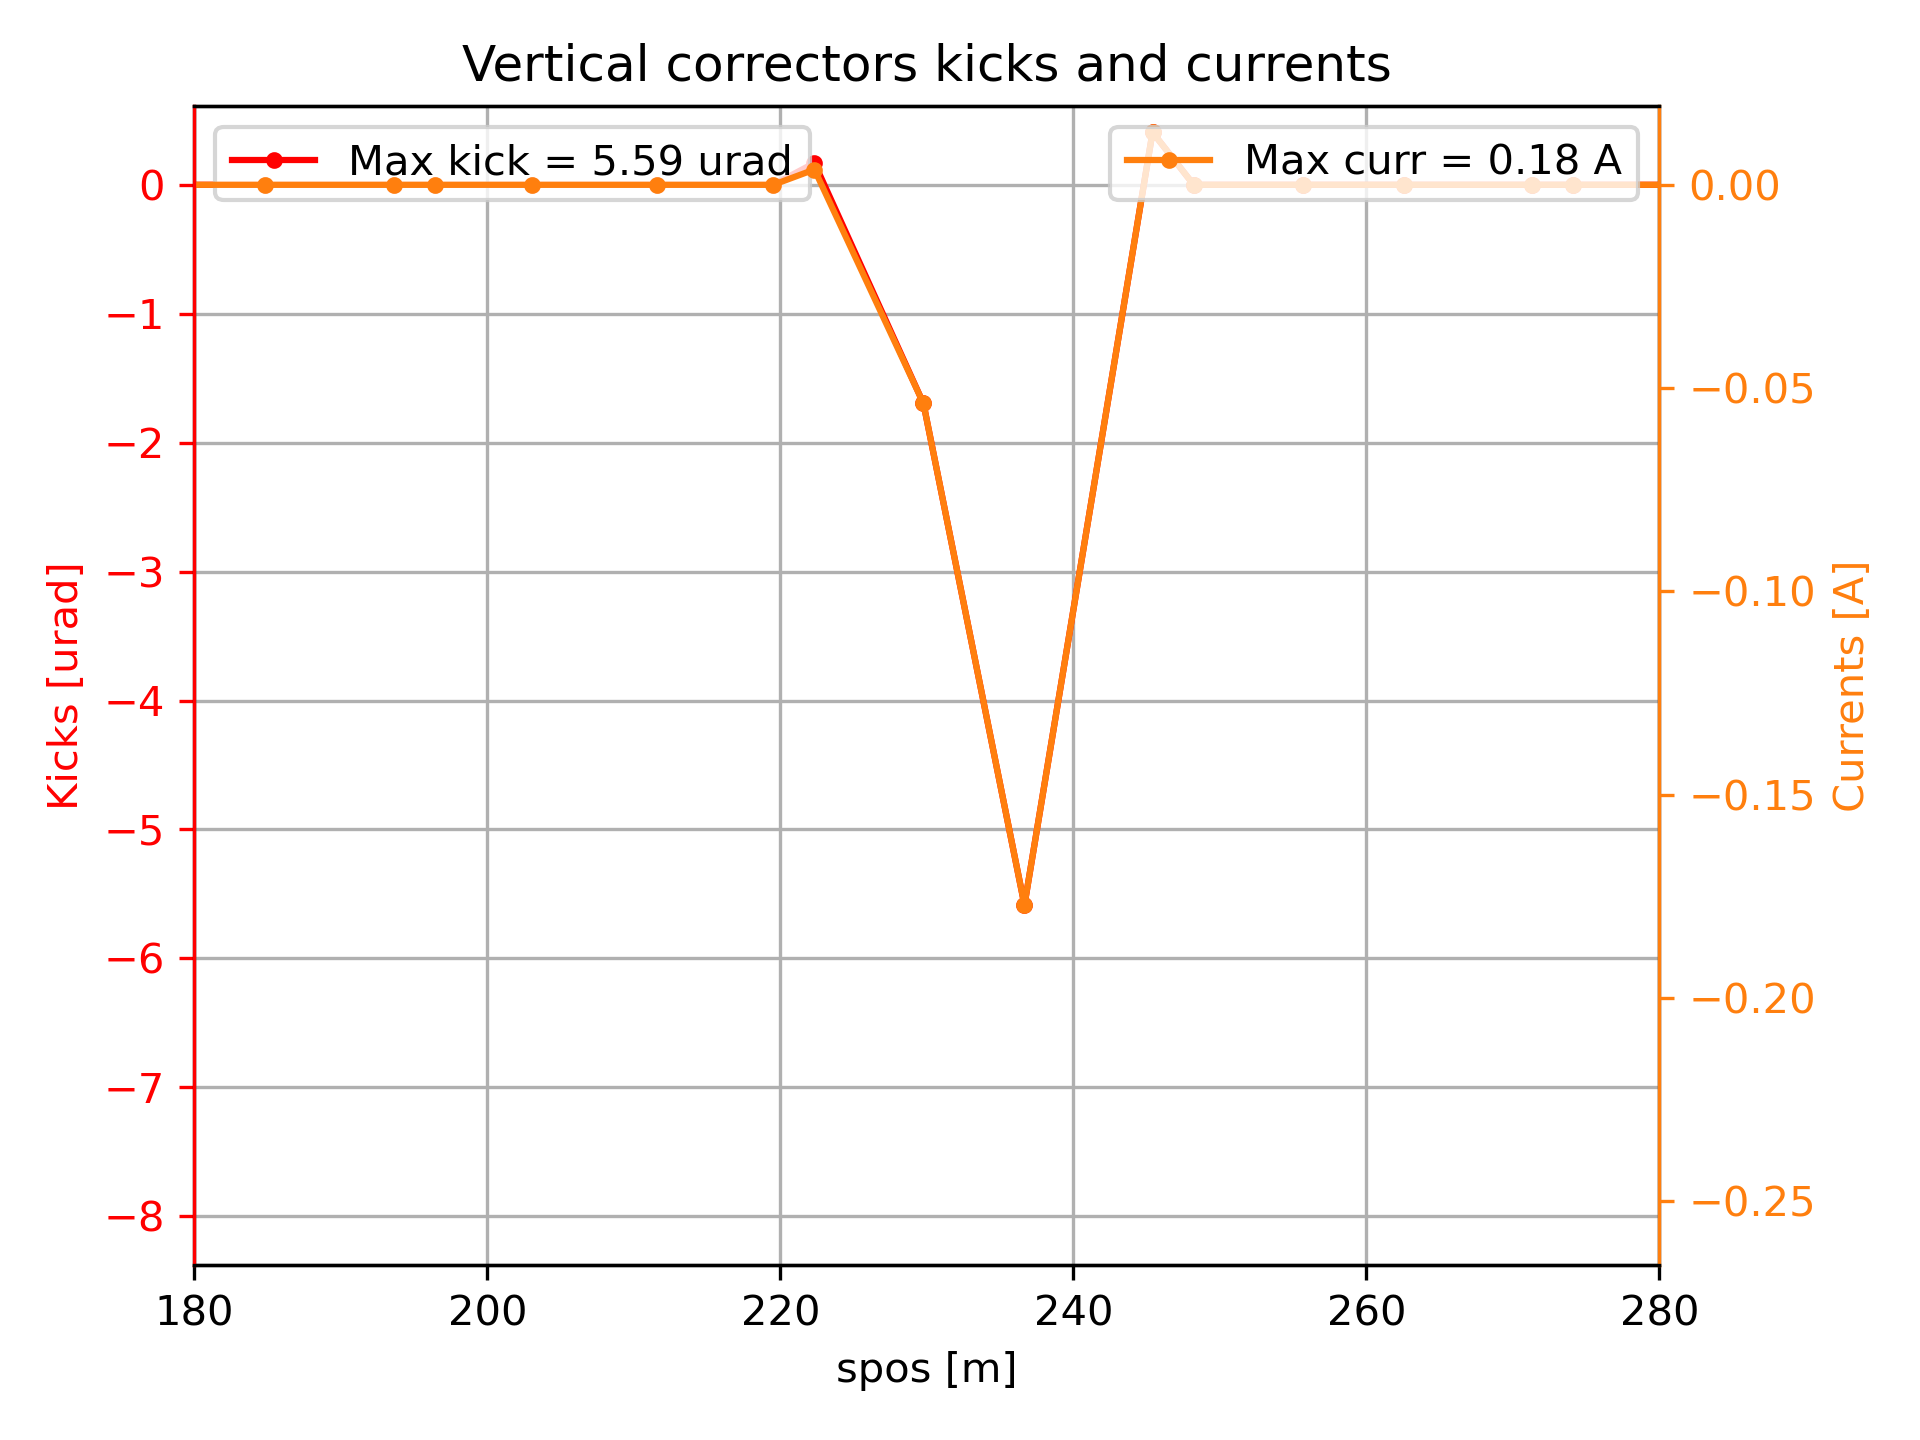 Vertical correctors kicks and currents
Max kick = 5.59 urad
Max curr = 0.18 A
0
−1
−2
−3
−4
−5
−6
−7
−8
Kicks [urad]
0.00
−0.05
−0.10
−0.15
−0.20
−0.25
Currents [A]
180 200 220 240 260 280
spos [m]